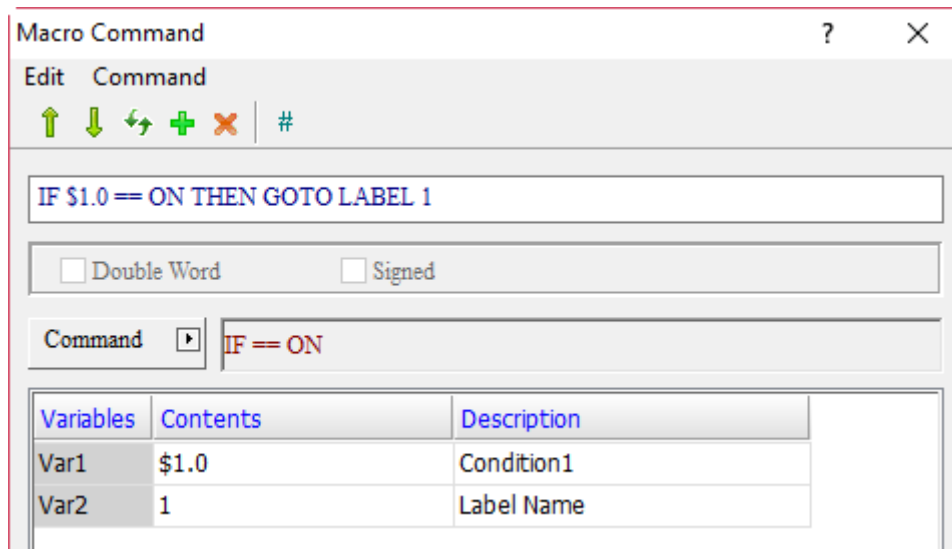 Macro Command ?
Edit Command
#
IF $1.0 == ON THEN GOTO LABEL 1
Double Word Signed
Command IF == ON
Variables Contents Description
Var1 $1.0 Condition1
Var2 1 Label Name